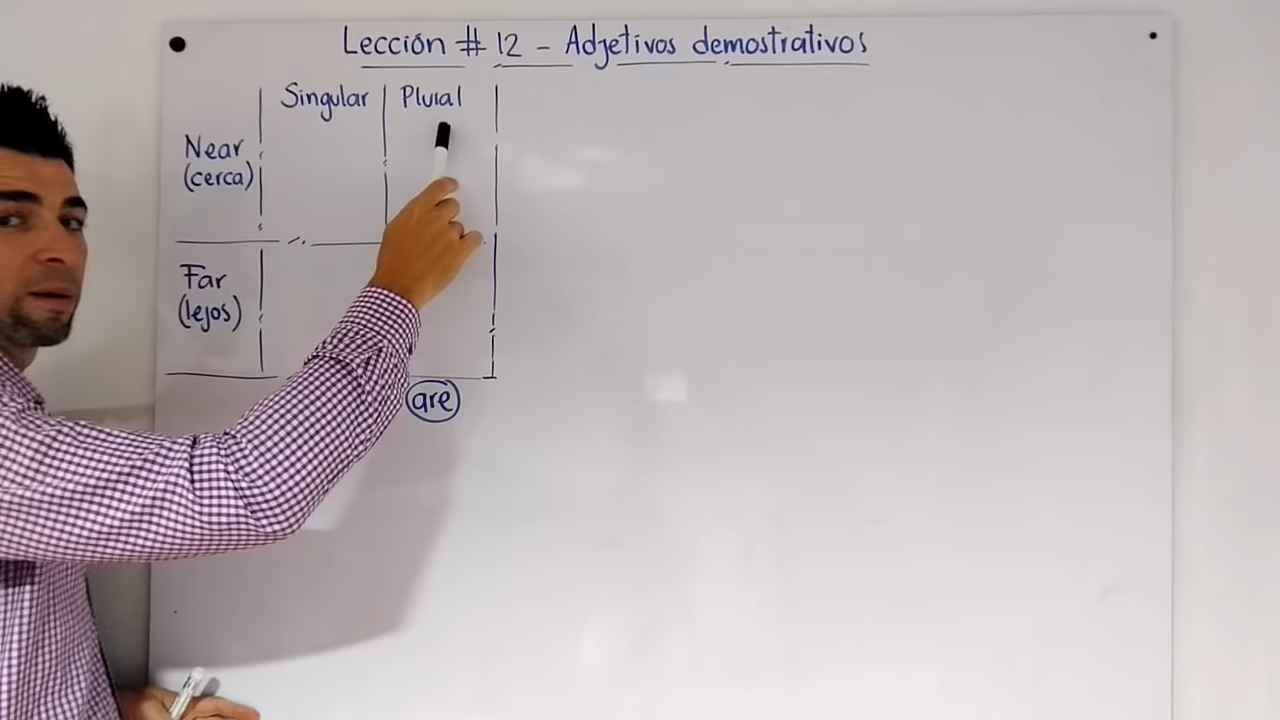 Lección # 12 - Adjetivos demostrativos
Singular Plural
Near
(cerca)
Far
(lejos)
are